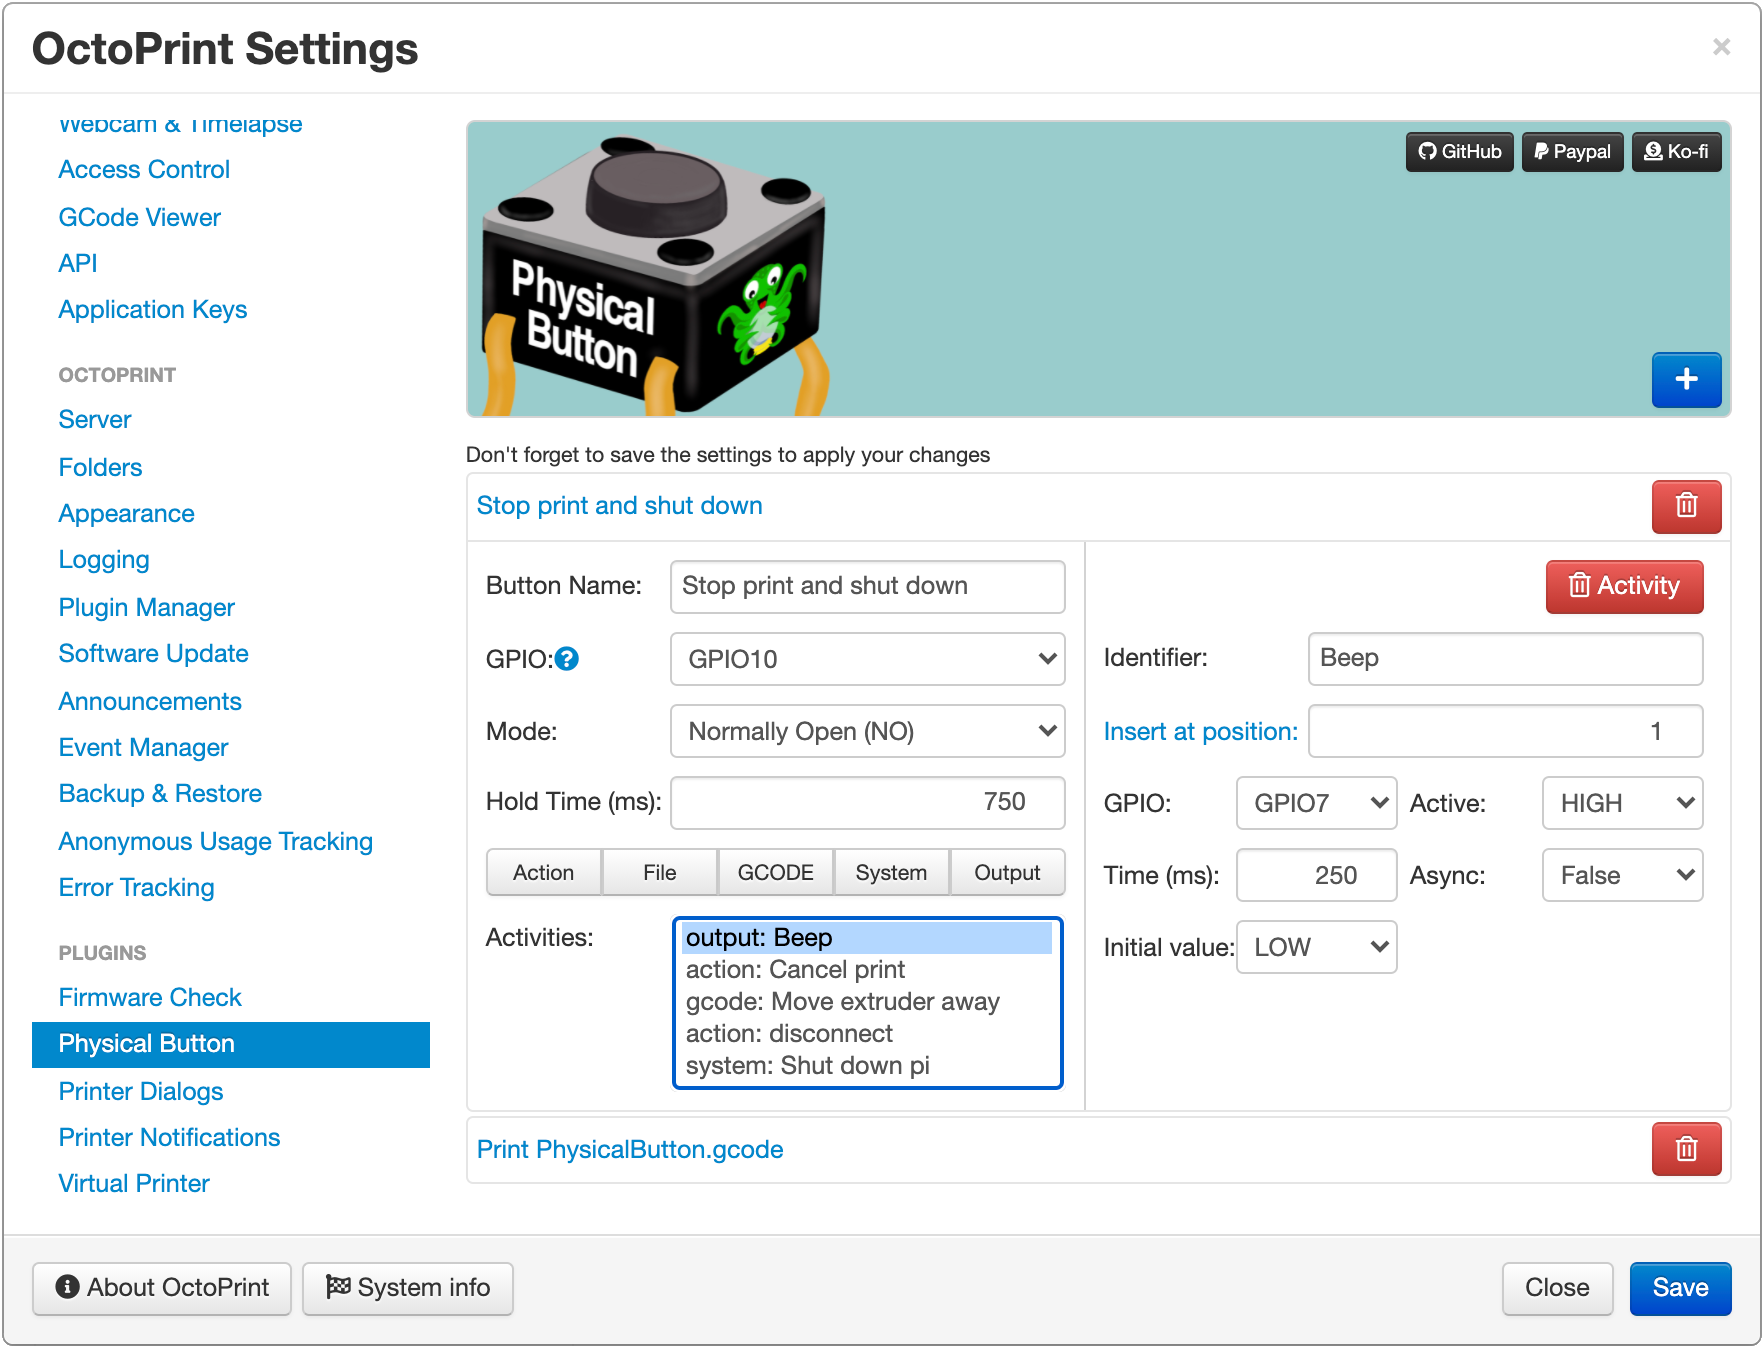 OctoPrint Settings
×
Webcam & Timelapse
Access Control
GCode Viewer
API
Application Keys
OCTOPRINT
Server
Folders
Appearance
Logging
Plugin Manager
Software Update
Announcements
Event Manager
Backup & Restore
Anonymous Usage Tracking
Error Tracking
PLUGINS
Firmware Check
Physical Button
Printer Dialogs
Printer Notifications
Virtual Printer
GitHub
Paypal
Ko-fi
Physical
Button
+
Don't forget to save the settings to apply your changes
Stop print and shut down
Button Name: Stop print and shut down
GPIO: GPIO10
Mode: Normally Open (NO)
Hold Time (ms): 750
Action File GCODE System Output
Activities:
output: Beep
action: Cancel print
gcode: Move extruder away
action: disconnect
system: Shut down pi
Activity
Identifier: Beep
Insert at position: 1
GPIO: GPIO7 Active: HIGH
Time (ms): 250 Async: False
Initial value: LOW
Print PhysicalButton.gcode
About OctoPrint
System info
Close
Save